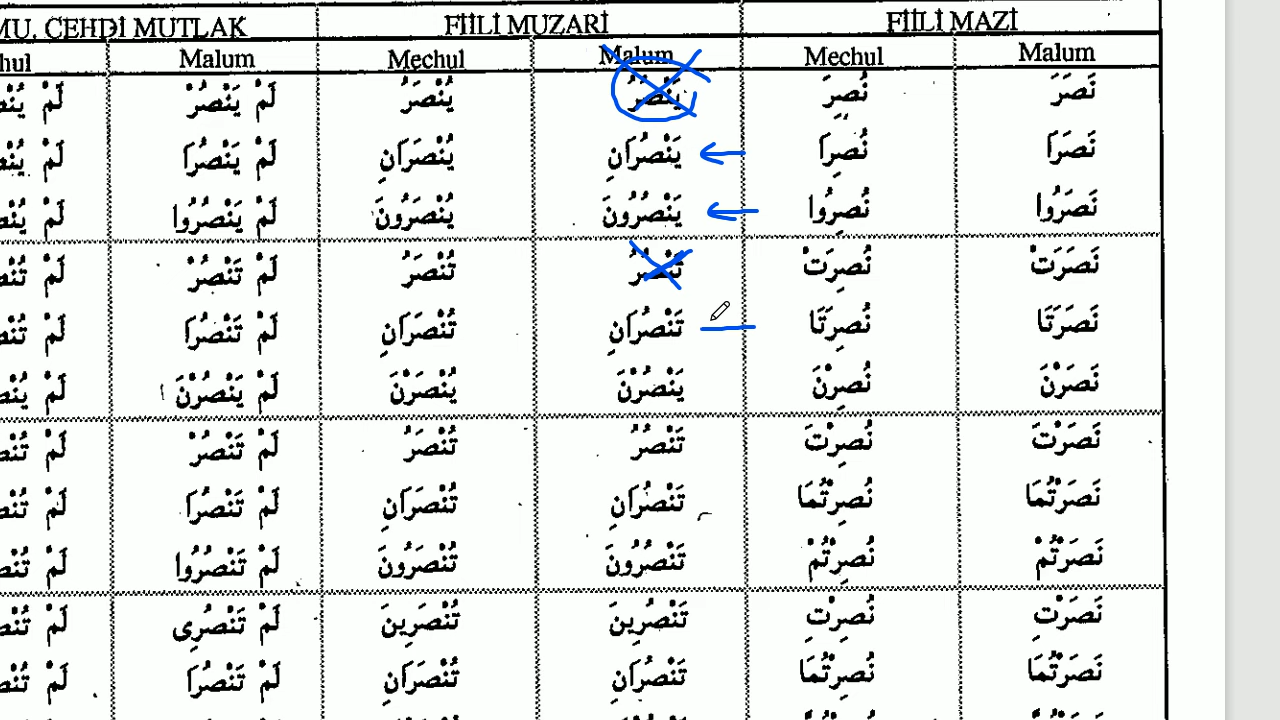 FİİLİ MAZİ FİİLİ MUZARİ MU. CEHDİ MUTLAK
Malum Mechul Malum Mechul Malum hul
نَصَرَ نُصِرَ يَنْصُرُ يُنْصَرُ لَمْ يَنْصُرْ لَمْ
نَصَرَا نُصِرَا يَنْصُرَانِ يُنْصَرَانِ لَمْ يَنْصُرَا لَمْ
نَصَرُوا نُصِرُوا يَنْصُرُونَ يُنْصَرُونَ لَمْ يَنْصُرُوا لَمْ
نَصَرَتْ نُصِرَتْ تَنْصُرُ تُنْصَرُ لَمْ تَنْصُرْ لَمْ
نَصَرَتَا نُصِرَتَا تَنْصُرَانِ تُنْصَرَانِ لَمْ تَنْصُرَا لَمْ
نَصَرْنَ نُصِرْنَ يَنْصُرْنَ يُنْصَرْنَ لَمْ يَنْصُرْنَ لَمْ
نَصَرْتَ نُصِرْتَ تَنْصُرُ تُنْصَرُ لَمْ تَنْصُرْ لَمْ
نَصَرْتُمَا نُصِرْتُمَا تَنْصُرَانِ تُنْصَرَانِ لَمْ تَنْصُرَا لَمْ
نَصَرْتُمْ نُصِرْتُمْ تَنْصُرُونَ تُنْصَرُونَ لَمْ تَنْصُرُوا لَمْ
نَصَرْتِ نُصِرْتِ تَنْصُرِينَ تُنْصَرِينَ لَمْ تَنْصُرِى لَمْ
نَصَرْتُمَا نُصِرْتُمَا تَنْصُرَانِ تُنْصَرَانِ لَمْ تَنْصُرَا لَمْ